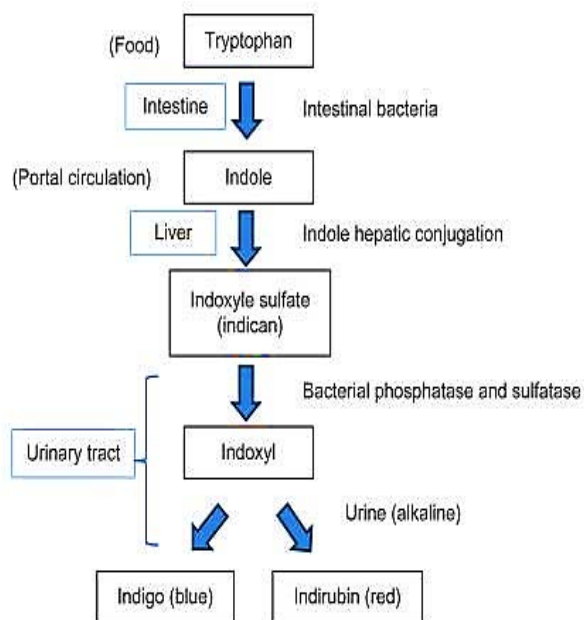 (Food)
Tryptophan
Intestine
Intestinal bacteria
(Portal circulation)
Indole
Liver
Indole hepatic conjugation
Indoxyle sulfate
(indican)
Bacterial phosphatase and sulfatase
Urinary tract
Indoxyl
Urine (alkaline)
Indigo (blue)
Indirubin (red)